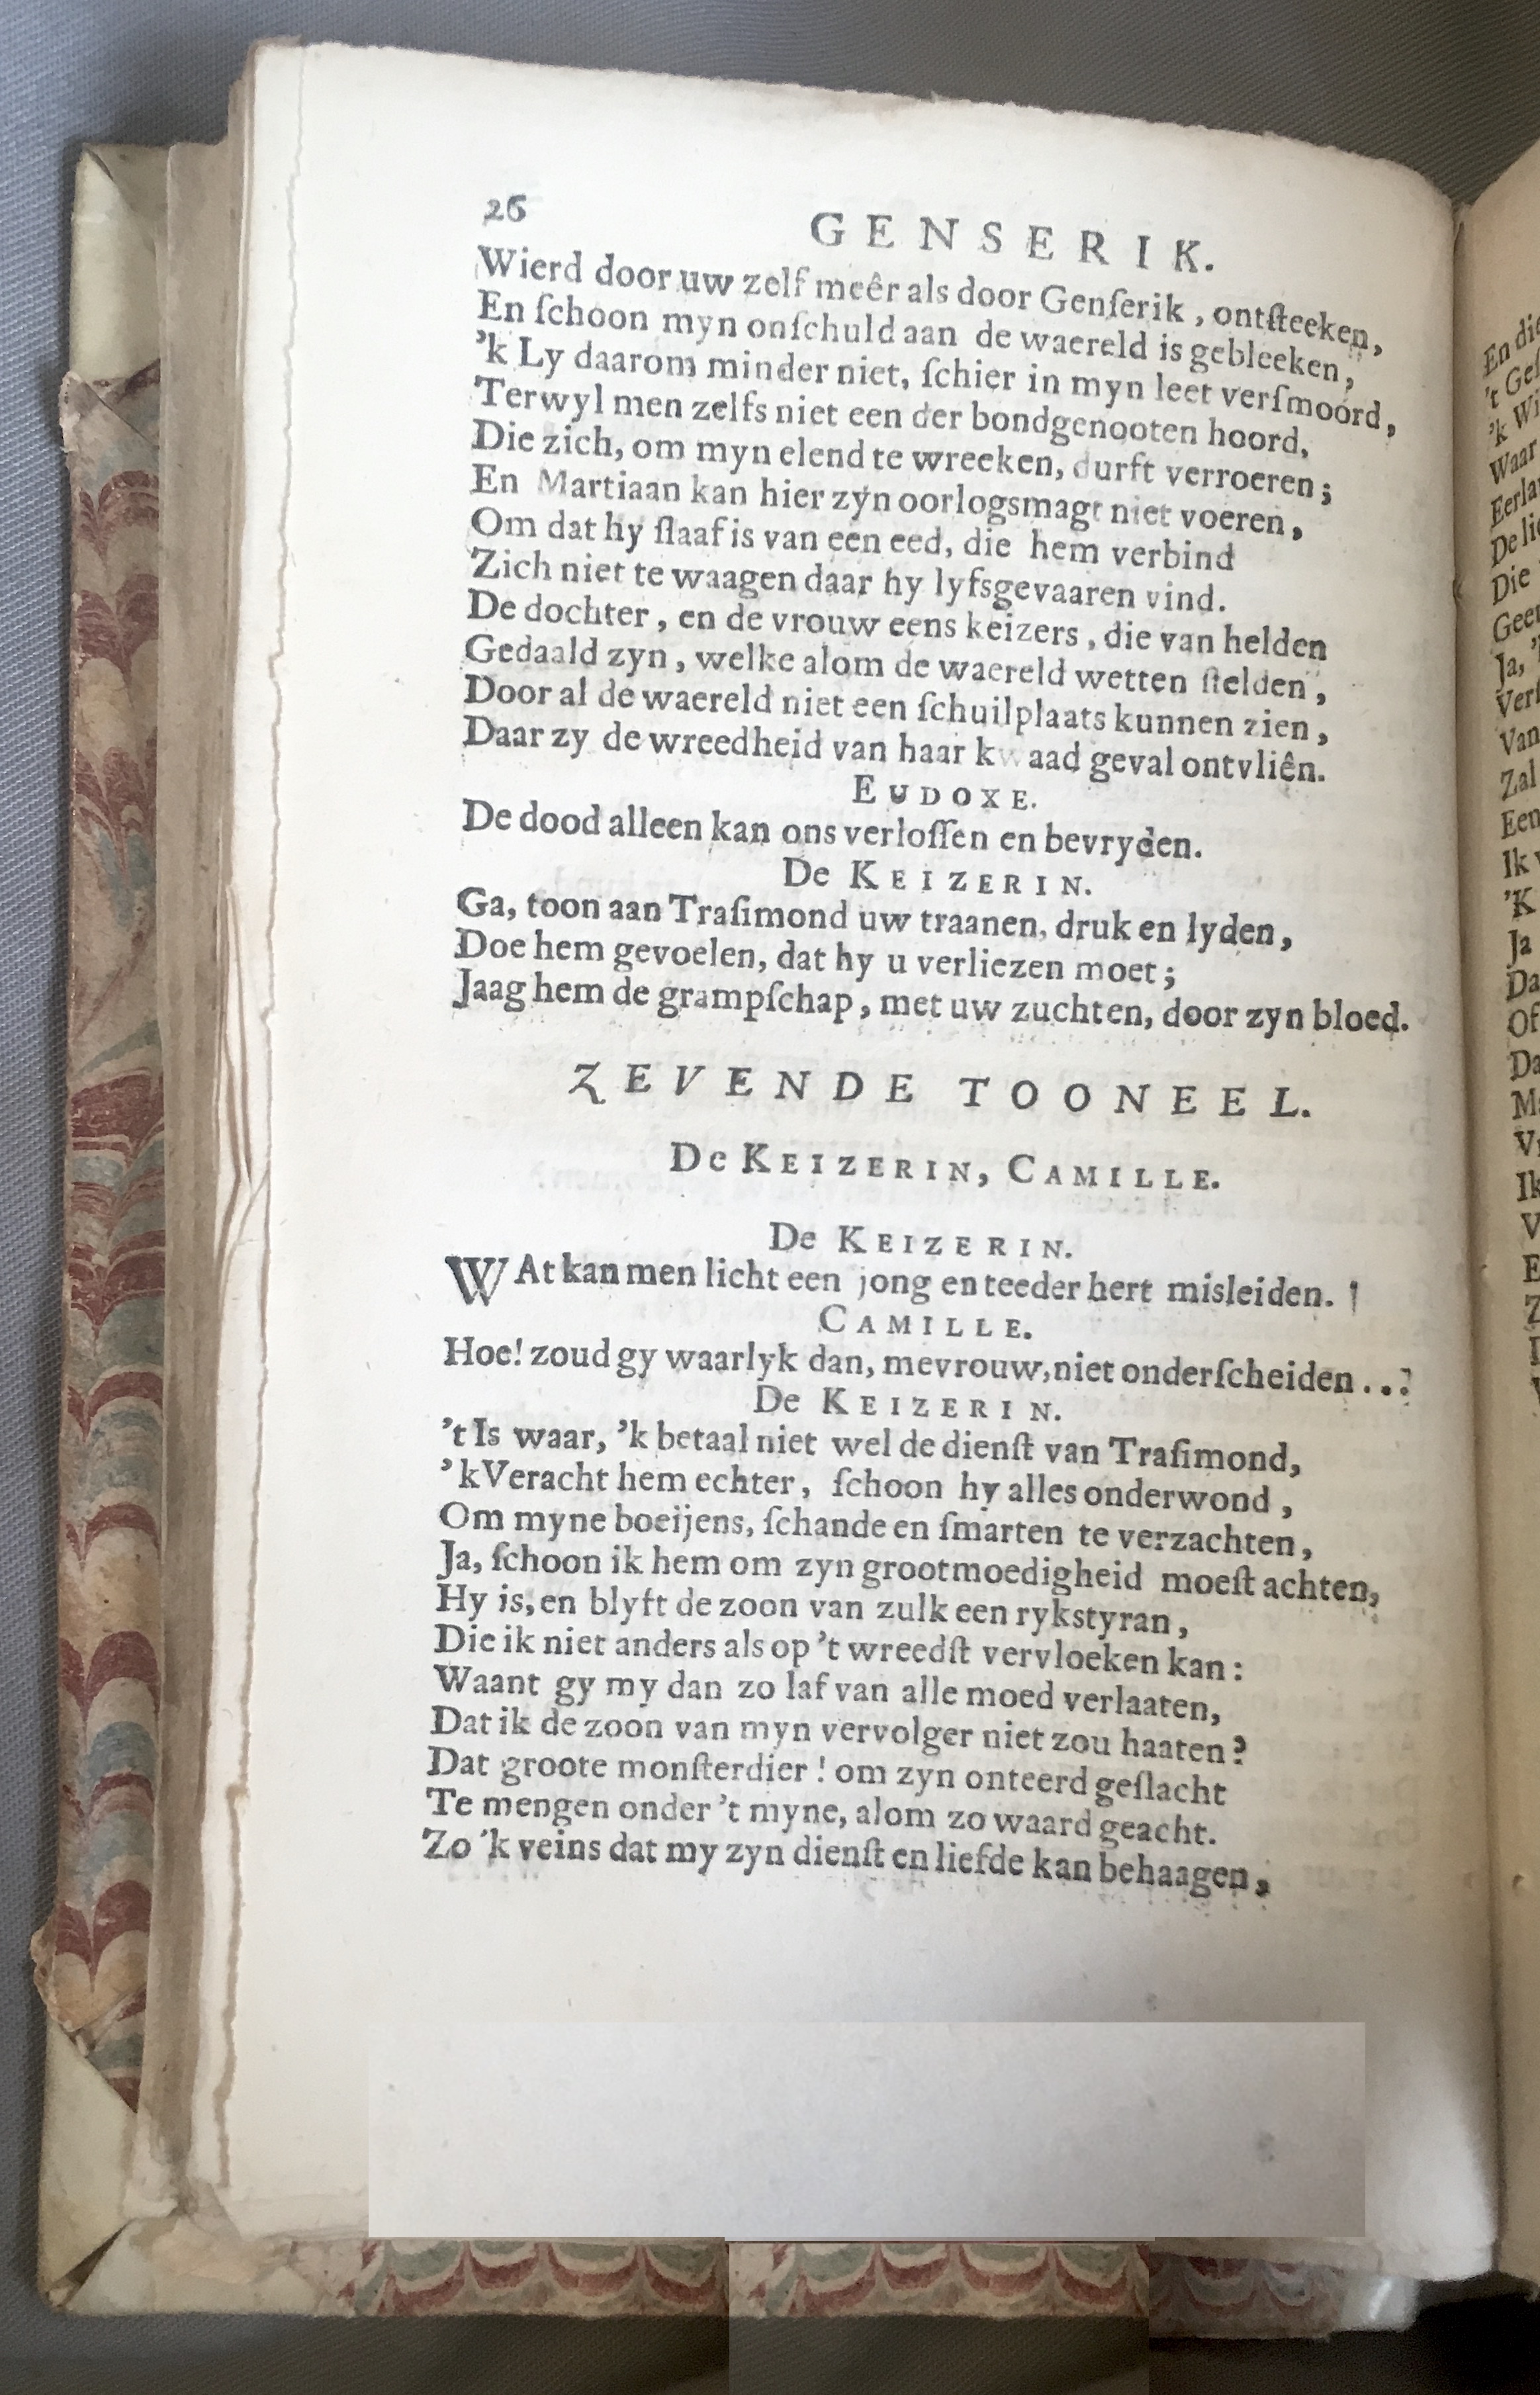 26
GENSERIK.
Wierd door uw zelf meêr als door Genſerik, ontſteeken,
En ſchoon myn onſchuld aan de waereld is gebleeken,
'k Ly daarom minder niet, ſchier in myn leet verſmoord,
Terwyl men zelfs niet een der bondgenooten hoord,
Die zich, om myn elend te wreeken, durft verroeren;
En Martiaan kan hier zyn oorlogsmagt niet voeren,
Om dat hy ſlaaf is van een eed, die hem verbind
Zich niet te waagen daar hy lyfsgevaaren vind.
De dochter, en de vrouw eens keizers, die van helden
Gedaald zyn, welke alom de waereld wetten ſtelden,
Door al de waereld niet een ſchuilplaats kunnen zien,
Daar zy de wreedheid van haar kwaad geval ontvliên.
EUDOXE.
De dood alleen kan ons verloſſen en bevryden.
De KEIZERIN.
Ga, toon aan Traſimond uw traanen, druk en lyden,
Doe hem gevoelen, dat hy u verliezen moet;
Jaag hem de grampſchap, met uw zuchten, door zyn bloed.
ZEVENDE TOONEEL.
De KEIZERIN, CAMILLE.
De KEIZERIN.
WAt kan men licht een jong en teeder hert misleiden. !
CAMILLE.
Hoe! zoud gy waarlyk dan, mevrouw, niet onderſcheiden...?
De KEIZERIN.
't Is waar, 'k betaal niet wel de dienſt van Traſimond,
'k Veracht hem echter, ſchoon hy alles onderwond,
Om myne boeijens, ſchande en ſmarten te verzachten,
Ja, ſchoon ik hem om zyn grootmoedigheid moeſt achten,
Hy is, en blyft de zoon van zulk een rykstyran,
Die ik niet anders als op 't wreedſt vervloeken kan:
Waant gy my dan zo laf van alle moed verlaaten,
Dat ik de zoon van myn vervolger niet zou haaten?
Dat groote monſterdier! om zyn onteerd geſlacht
Te mengen onder 't myne, alom zo waard geacht.
Zo 'k veins dat my zyn dienſt en liefde kan behaagen,
En
't
'k
Waar
De
Die
Ja,
Van
Zal
Een
Ik
'K
Ja
Of